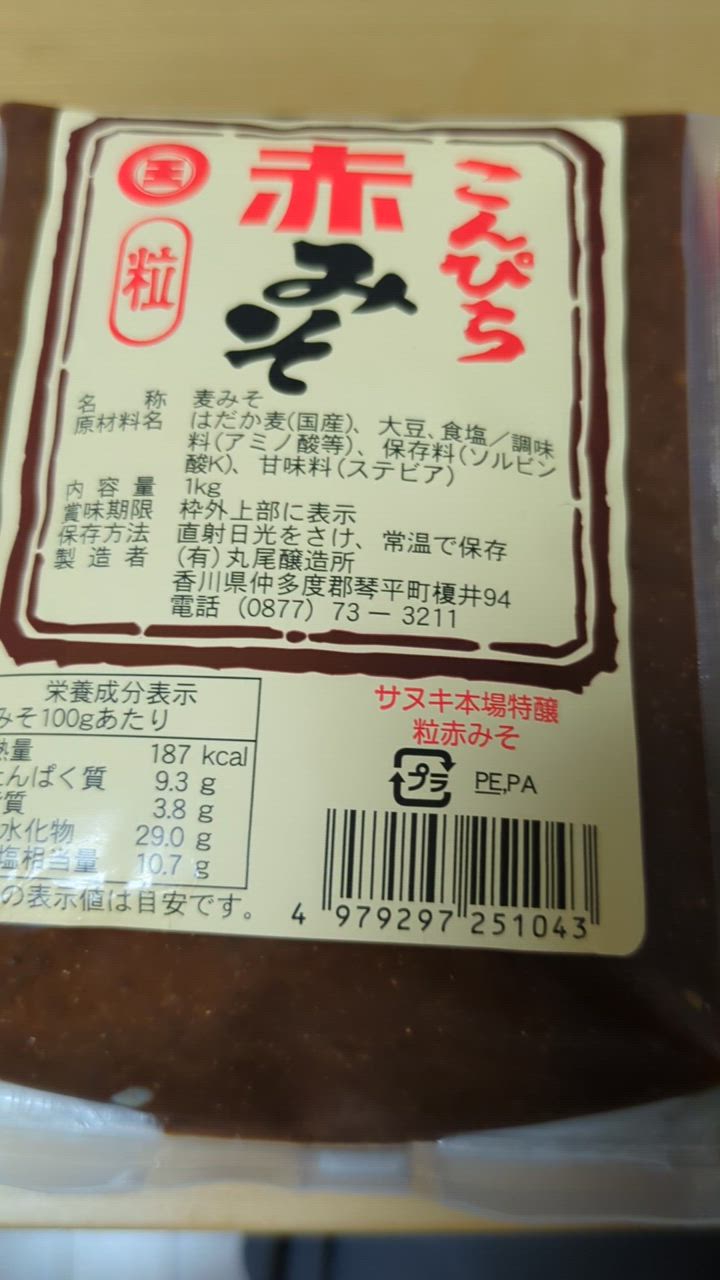 こんぴら
赤
みそ
粒
名称 麦みそ
原材料名 はだか麦(国産)、大豆、食塩／調味
料(アミノ酸等)、保存料(ソルビン
酸K)、甘味料(ステビア)
内容量 1kg
賞味期限 枠外上部に表示
保存方法 直射日光をさけ、常温で保存
製造者 (有)丸尾醸造所
香川県仲多度郡琴平町榎井94
電話 (0877) 73－3211
栄養成分表示
みそ100gあたり
熱量 187 kcal
たんぱく質 9.3 g
質 3.8 g
水化物 29.0 g
塩相当量 10.7 g
の表示値は目安です。
サヌキ本場特醸
粒赤みそ
プラ PE,PA
4 979297 251043